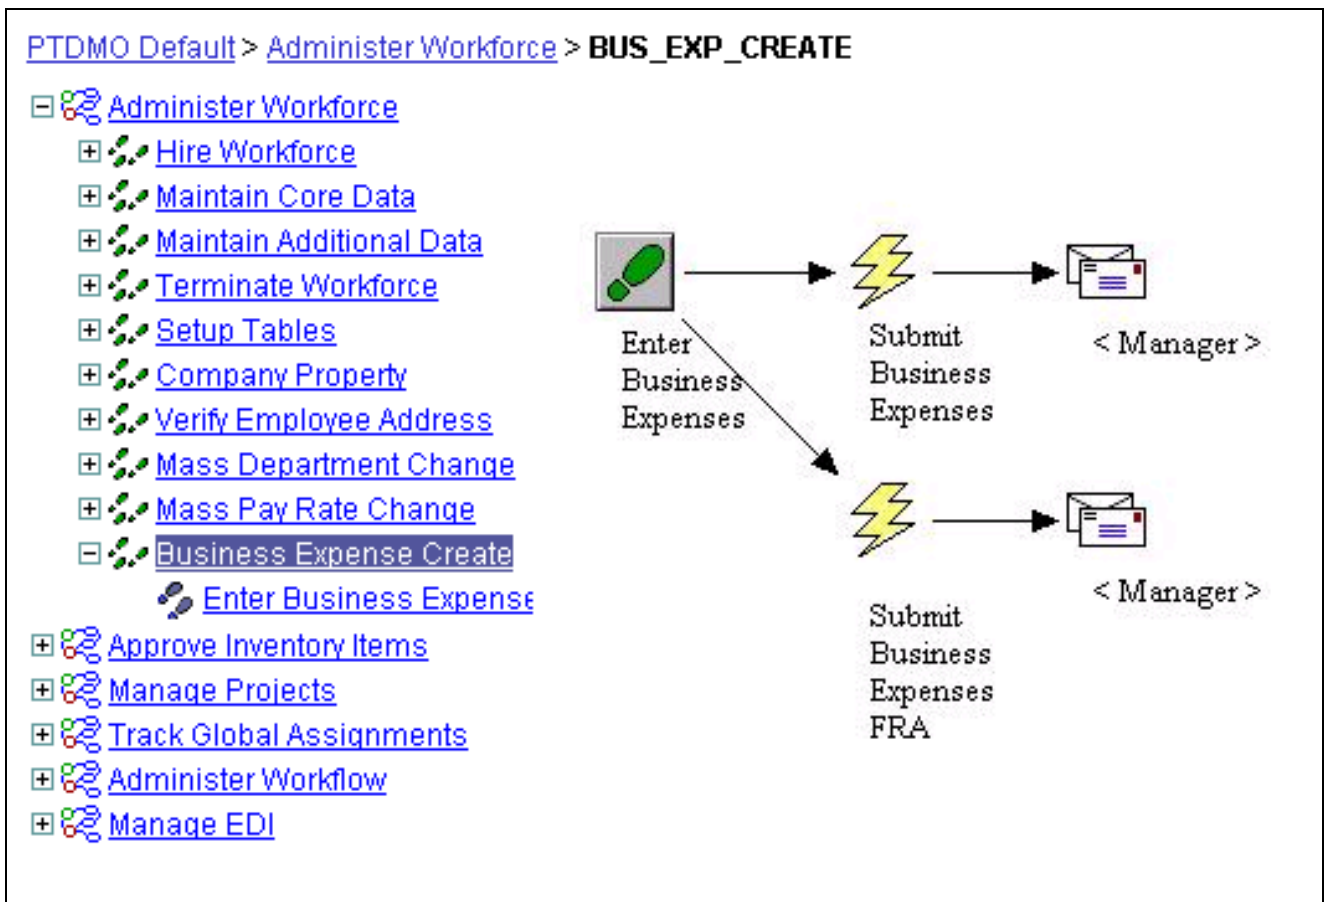 PTDMO Default > Administer Workforce > BUS_EXP_CREATE
Administer Workforce
Hire Workforce
Maintain Core Data
Maintain Additional Data
Terminate Workforce
Setup Tables
Company Property
Verify Employee Address
Mass Department Change
Mass Pay Rate Change
Business Expense Create
Enter Business Expense
Approve Inventory Items
Manage Projects
Track Global Assignments
Administer Workflow
Manage EDI
Enter
Business
Expenses
Submit
Business
Expenses
< Manager >
Submit
Business
Expenses
FRA
< Manager >